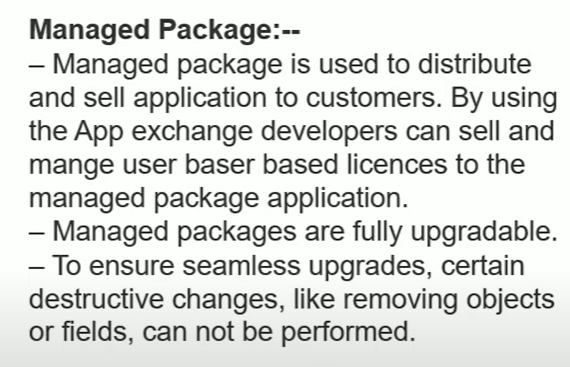 Managed Package:--
– Managed package is used to distribute
and sell application to customers. By using
the App exchange developers can sell and
mange user baser based licences to the
managed package application.
– Managed packages are fully upgradable.
– To ensure seamless upgrades, certain
destructive changes, like removing objects
or fields, can not be performed.